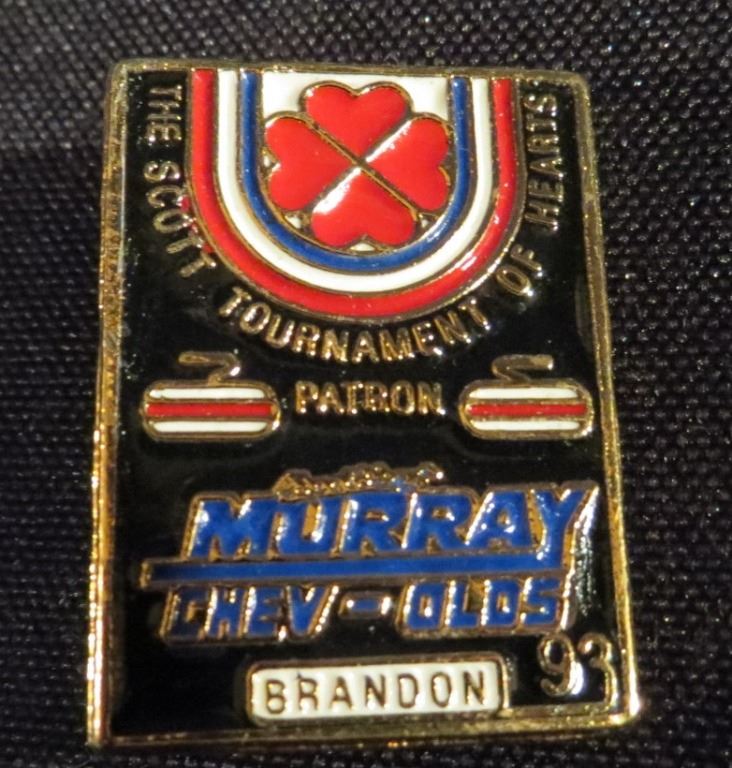 THE SCOTT TOURNAMENT OF HEARTS
PATRON
MURRAY
CHEV-OLDS
93
BRANDON